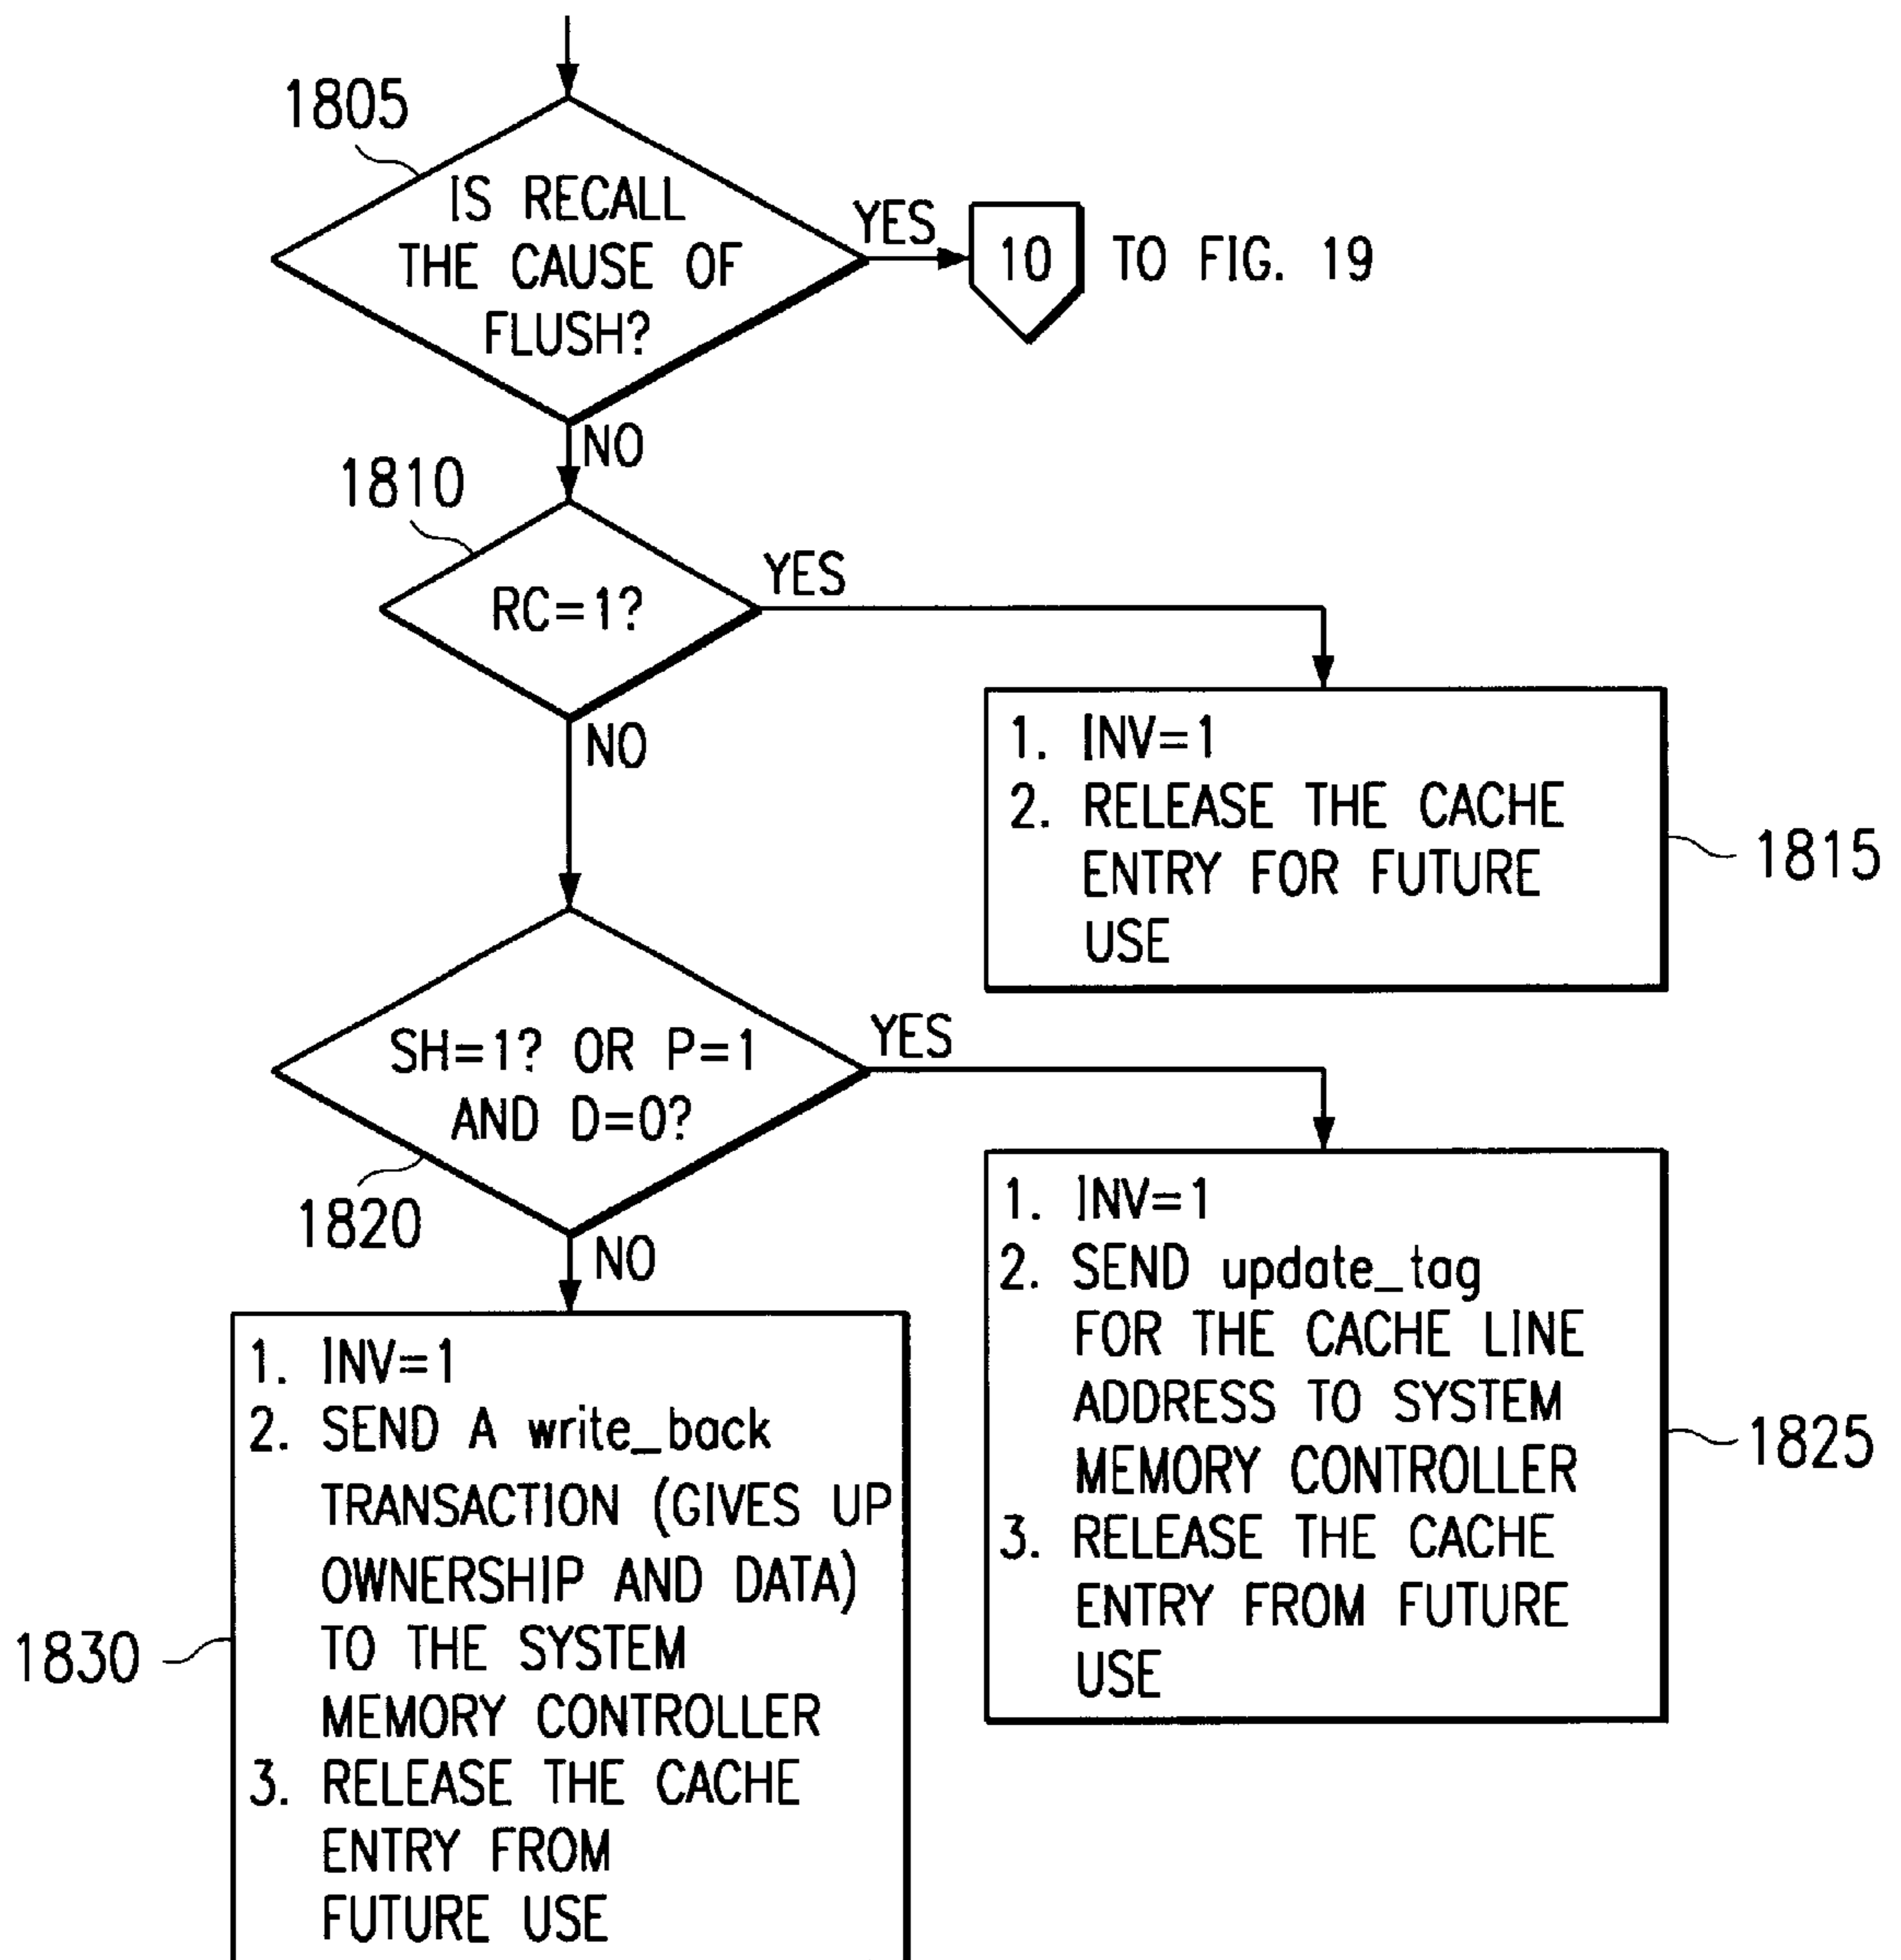 1805
IS RECALL
THE CAUSE OF
FLUSH?
YES
10
TO FIG. 19
NO
1810
RC=1?
YES
NO
1. INV=1
2. RELEASE THE CACHE
ENTRY FOR FUTURE
USE
1815
SH=1? OR P=1
AND D=0?
YES
1820
NO
1. INV=1
2. SEND update_tag
FOR THE CACHE LINE
ADDRESS TO SYSTEM
MEMORY CONTROLLER
3. RELEASE THE CACHE
ENTRY FROM FUTURE
USE
1825
1. INV=1
2. SEND A write_back
TRANSACTION (GIVES UP
OWNERSHIP AND DATA)
TO THE SYSTEM
MEMORY CONTROLLER
3. RELEASE THE CACHE
ENTRY FROM
FUTURE USE
1830